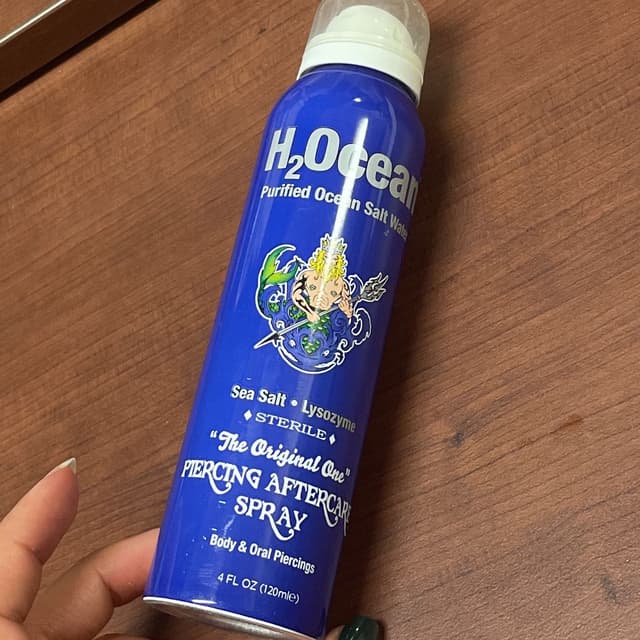 H2Ocean
Purified Ocean Salt Water
Sea Salt • Lysozyme
♦ STERILE ♦
"The Original One"
PIERCING AFTERCARE
SPRAY
Body & Oral Piercings
4 FL OZ (120ml℮)